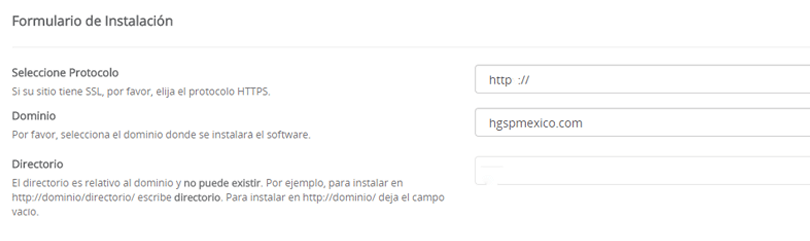 Formulario de Instalación
Seleccione Protocolo
Si su sitio tiene SSL, por favor, elija el protocolo HTTPS.
http ://
Dominio
Por favor, selecciona el dominio donde se instalara el software.
hgspmexico.com
Directorio
El directorio es relativo al dominio y no puede existir. Por ejemplo, para instalar en
http://dominio/directorio/ escribe directorio. Para instalar en http://dominio/ deja el campo
vacío.